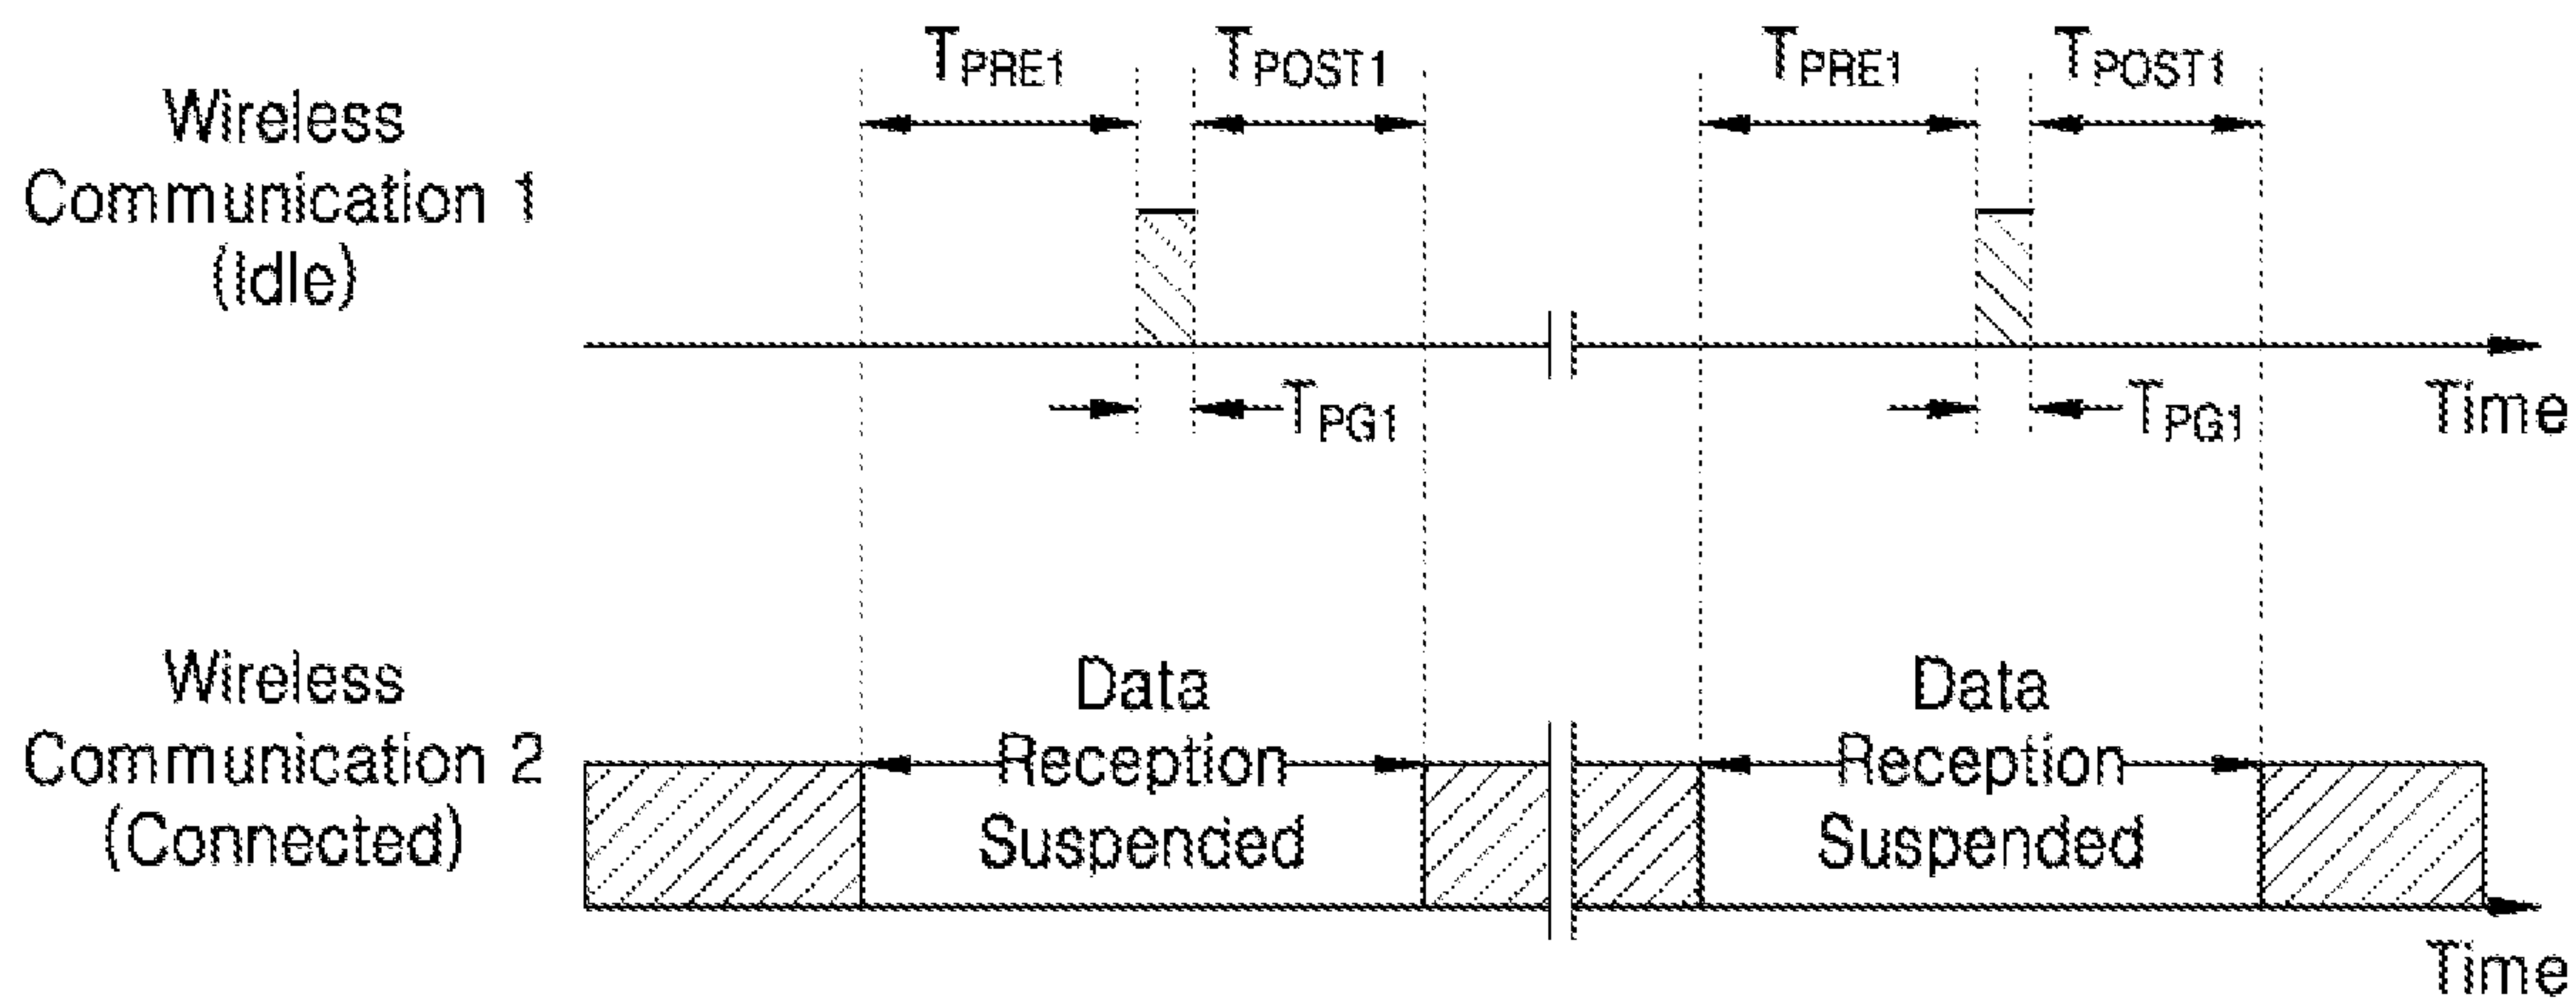 TPRE1 TPOST1 TPRE1 TPOST1
Wireless
Communication 1
(Idle)
TPG1 TPG1 Time
Wireless
Communication 2
(Connected)
Data
Reception
Suspended
Data
Reception
Suspended
Time